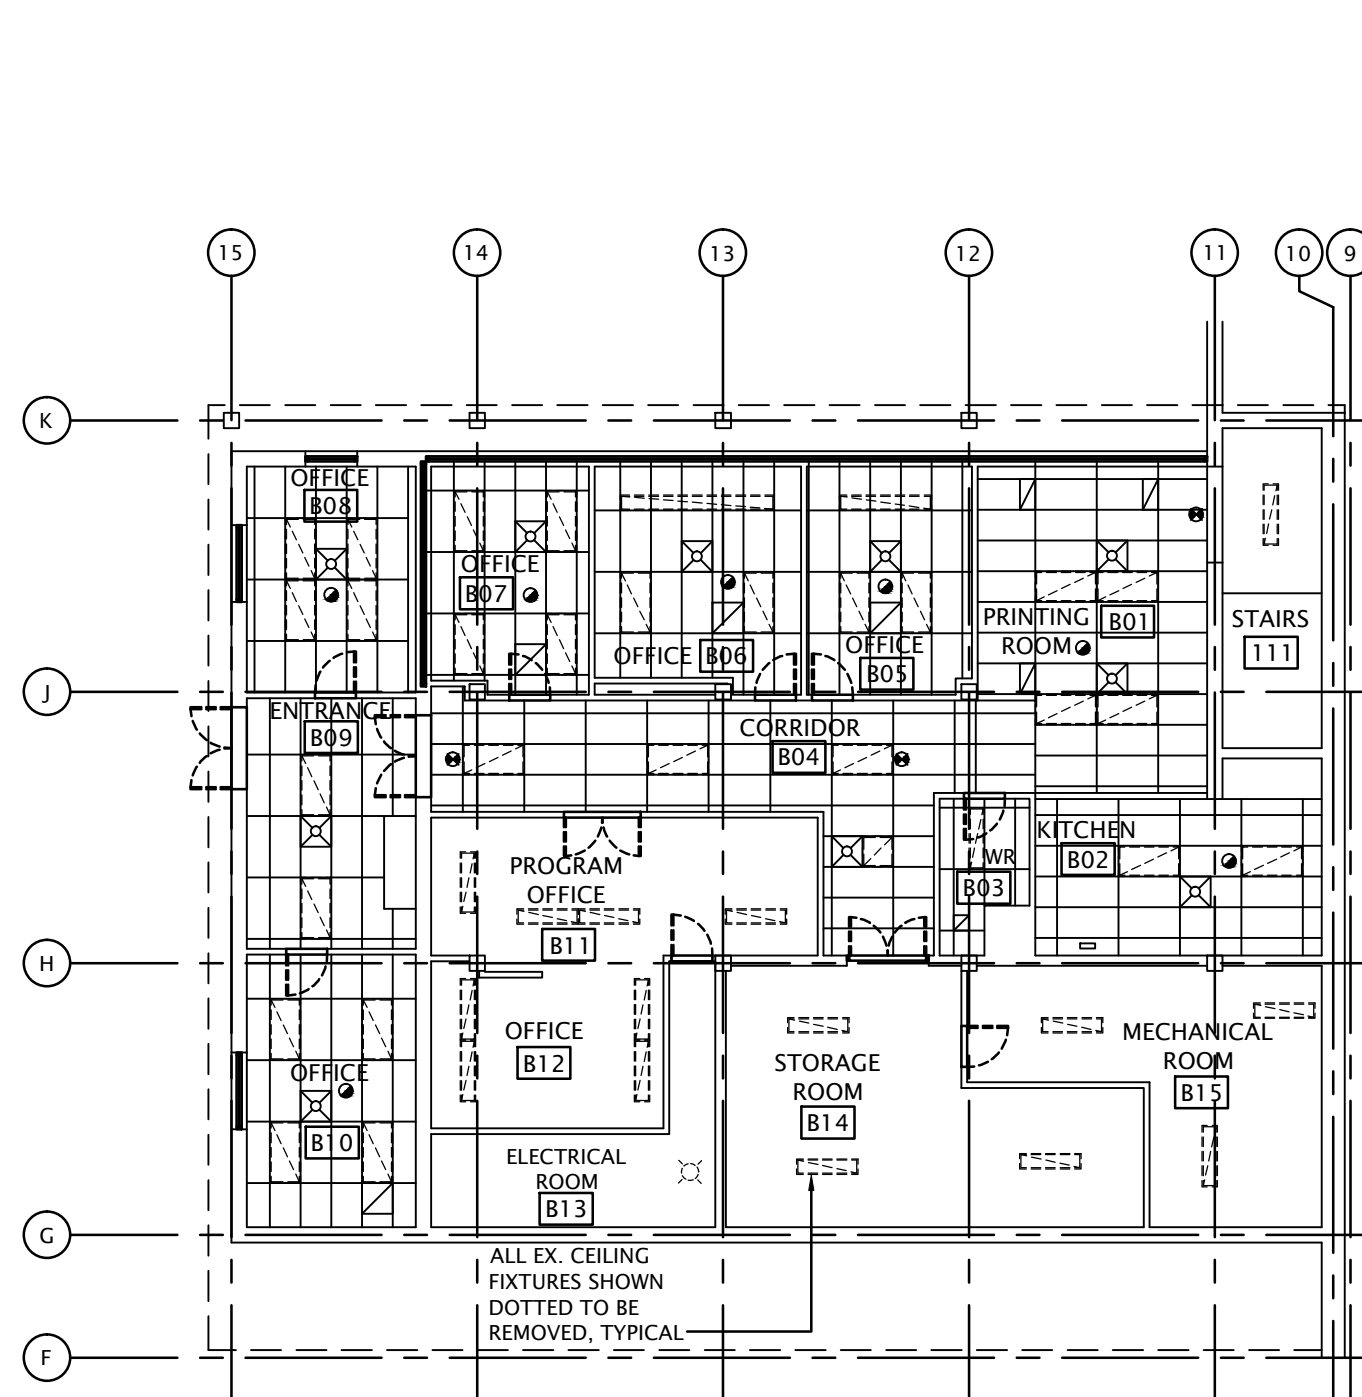 15
14
13
12
11
10
9
K
J
H
G
F
OFFICE
B08
OFFICE
B07
OFFICE B06
OFFICE
B05
PRINTING B01
ROOM
STAIRS
111
ENTRANCE
B09
CORRIDOR
B04
KITCHEN
B02
WR
B03
PROGRAM
OFFICE
B11
OFFICE
B12
OFFICE
B10
STORAGE
ROOM
B14
MECHANICAL
ROOM
B15
ELECTRICAL
ROOM
B13
ALL EX. CEILING
FIXTURES SHOWN
DOTTED TO BE
REMOVED, TYPICAL